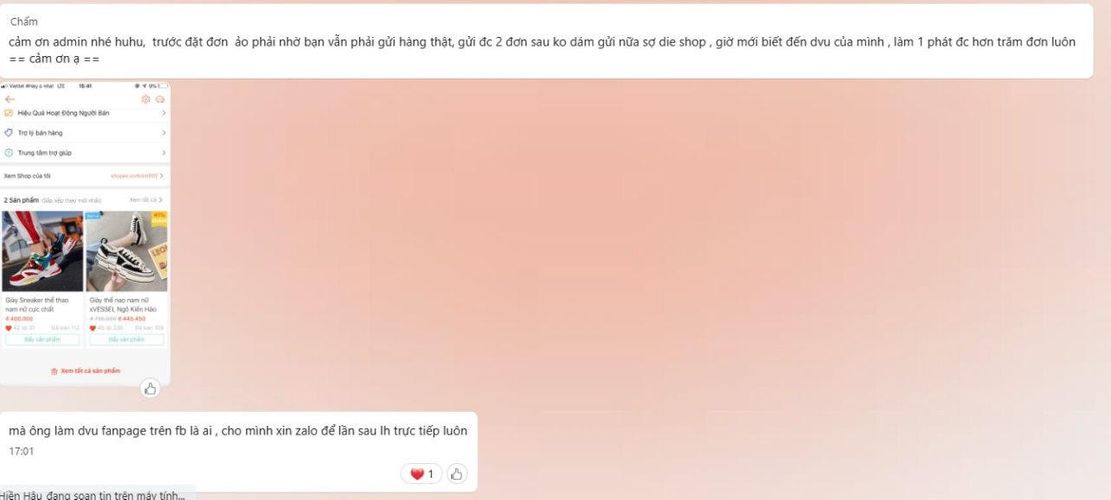 Chấm
cảm ơn admin nhé huhu, trước đặt đơn ảo phải nhờ bạn vẫn phải gửi hàng thật, gửi đc 2 đơn sau ko dám gửi nữa sợ die shop , giờ mới biết đến dvu của mình , làm 1 phát đc hơn trăm đơn luôn
== cảm ơn ạ ==
15:41
Hiệu Quả Hoạt Động Người Bán
Trợ lý bán hàng
Trung tâm trợ giúp
Xem Shop của tôi
2 Sản phẩm (Sắp xếp theo mới nhất) Xem tất cả
Giày Sneaker thể thao
nam nữ cực chất
Giày thể nao nam nữ
xVESSEL Ngô Kiến Hào
đ 400.000
đ 445.450
Đẩy sản phẩm
Đẩy sản phẩm
Xem tất cả sản phẩm
mà ông làm dvu fanpage trên fb là ai , cho mình xin zalo để lần sau lh trực tiếp luôn
17:01
1
Hiền Hậu đang soạn tin trên máy tính...